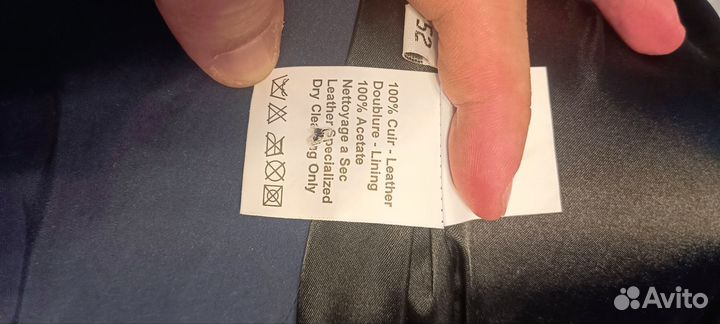 52
100% Cuir - Leather
Doublure - Lining
100% Acetate
Nettoyage a Sec
Leather Specialized
Dry Cleaning Only
Avito